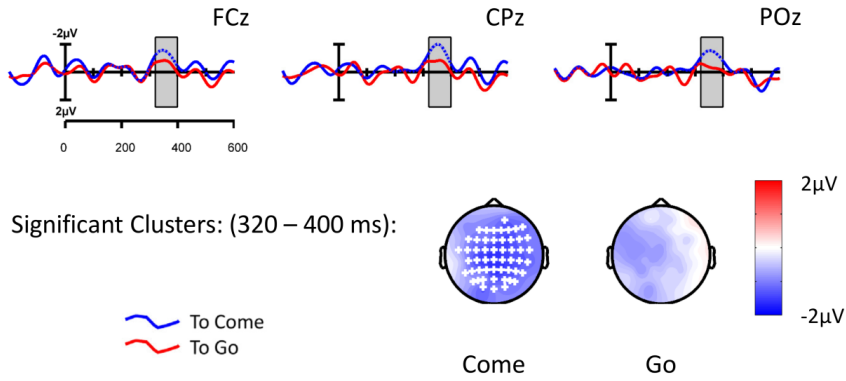 FCz
CPz
POz
-2µV
2µV
0 200 400 600
Significant Clusters: (320 – 400 ms):
2µV
-2µV
To Come
To Go
Come
Go